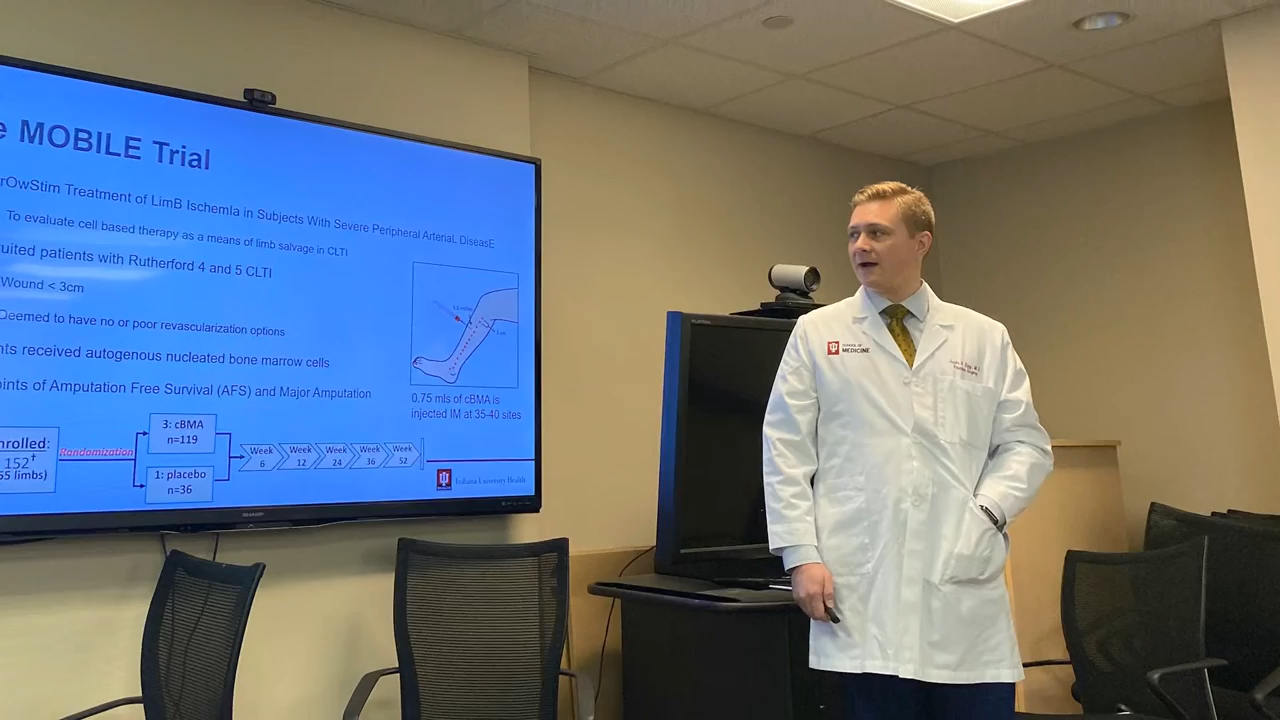 e MOBILE Trial
rOwStim Treatment of LimB IschemIa in Subjects With Severe Peripheral ArteriaL DiseasE
To evaluate cell based therapy as a means of limb salvage in CLTI
uited patients with Rutherford 4 and 5 CLTI
Wound < 3cm
Deemed to have no or poor revascularization options
nts received autogenous nucleated bone marrow cells
oints of Amputation Free Survival (AFS) and Major Amputation
0.75 mls of cBMA is
injected IM at 35-40 sites
nrolled:
152†
55 limbs)
Randomization
3: cBMA
n=119
1: placebo
n=36
Week
6
Week
12
Week
24
Week
36
Week
52
Indiana University Health
SHARP
SCHOOL OF
MEDICINE